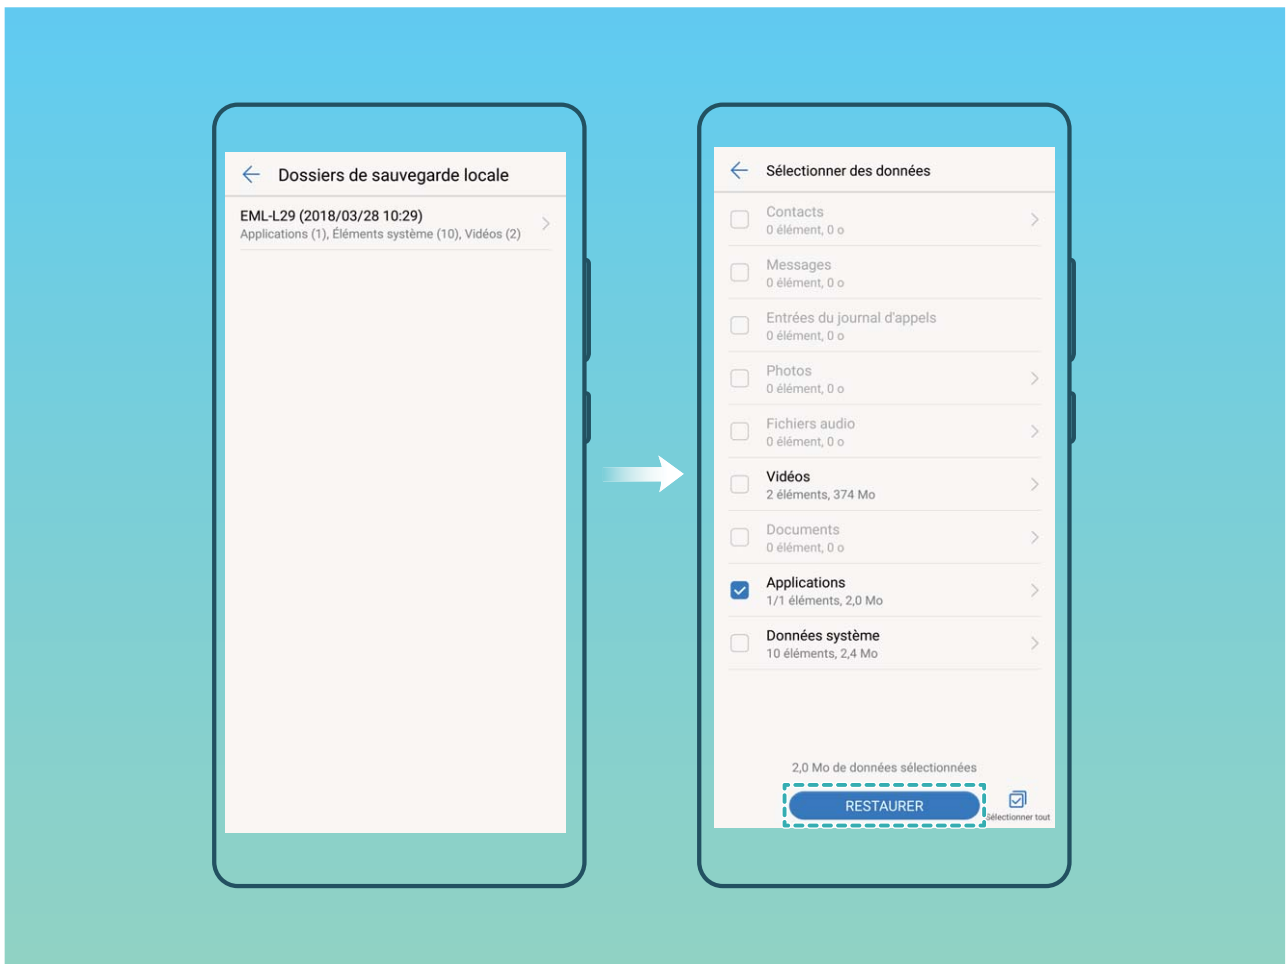 Dossiers de sauvegarde locale
EML-L29 (2018/03/28 10:29)
Applications (1), Éléments système (10), Vidéos (2)
Sélectionner des données
Contacts
0 élément, 0 o
Messages
0 élément, 0 o
Entrées du journal d'appels
0 élément, 0 o
Photos
0 élément, 0 o
Fichiers audio
0 élément, 0 o
Vidéos
2 éléments, 374 Mo
Documents
0 élément, 0 o
Applications
1/1 éléments, 2,0 Mo
Données système
10 éléments, 2,4 Mo
2,0 Mo de données sélectionnées
RESTAURER
Sélectionner tout